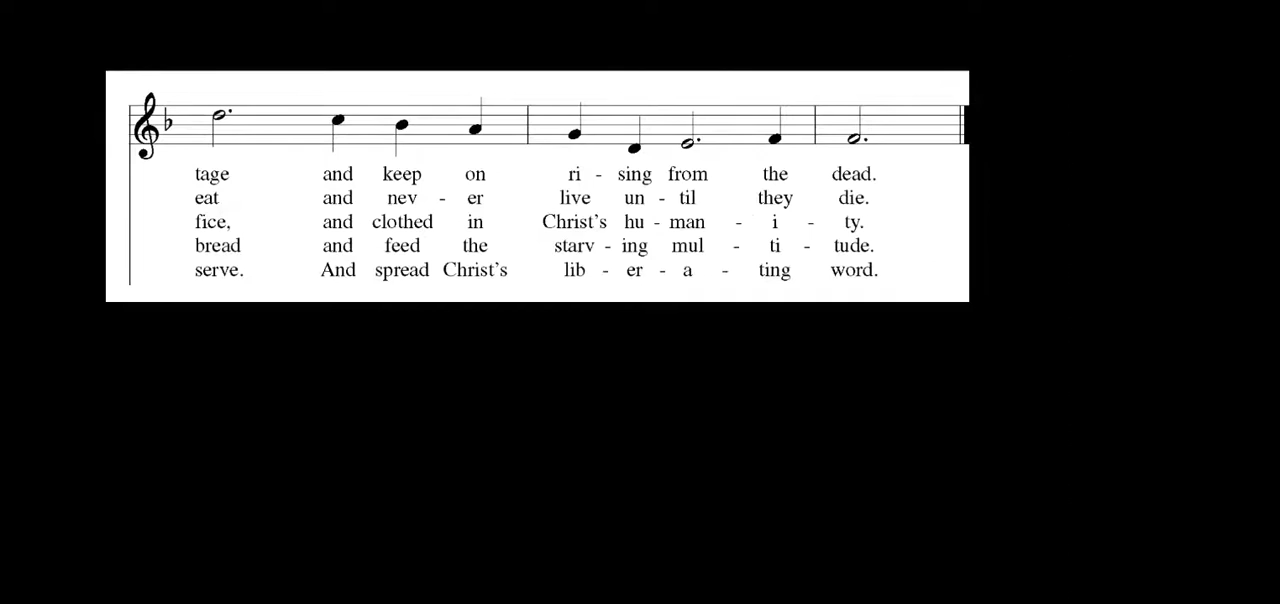 tage and keep on ri - sing from the dead.
eat and nev - er live un - til they die.
fice, and clothed in Christ's hu - man - i - ty.
bread and feed the starv - ing mul - ti - tude.
serve. And spread Christ's lib - er - a - ting word.